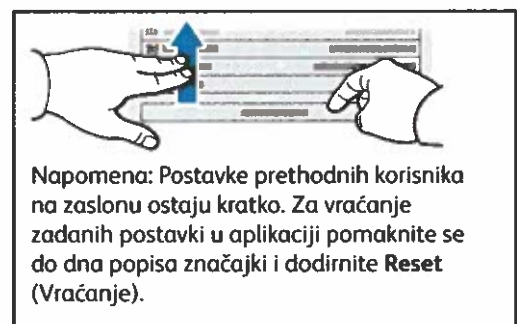 Napomena: Postavke prethodnih korisnika
na zaslonu ostaju kratko. Za vraćanje
zadanih postavki u aplikaciji pomaknite se
do dna popisa značajki i dodirnite Reset
(Vraćanje).